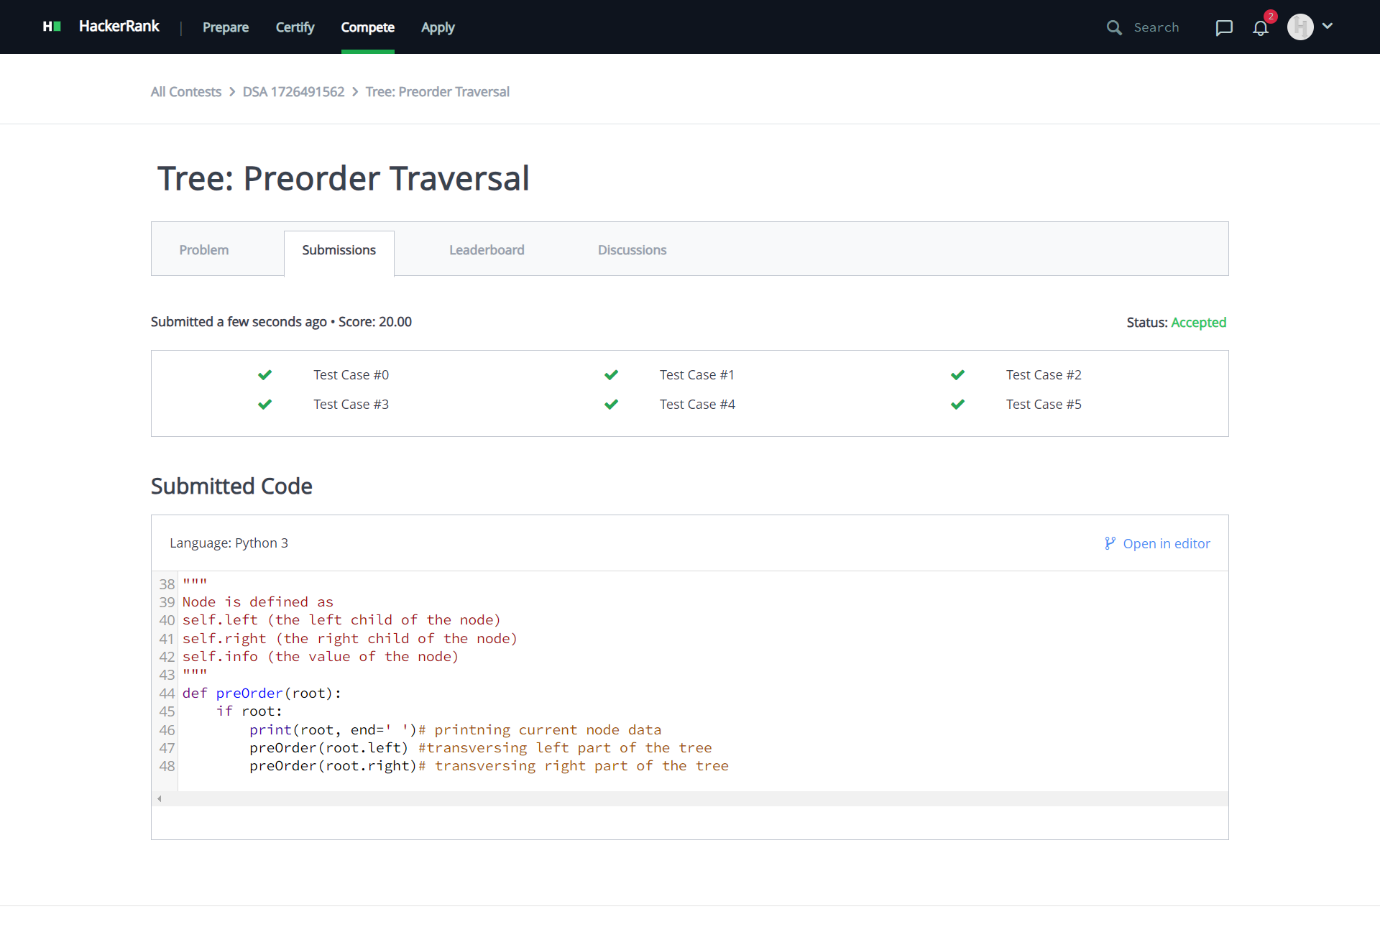 H HackerRank | Prepare Certify Compete Apply Search 2 H
All Contests > DSA 1726491562 > Tree: Preorder Traversal
Tree: Preorder Traversal
Problem Submissions Leaderboard Discussions
Submitted a few seconds ago • Score: 20.00 Status: Accepted
Test Case #0 Test Case #1 Test Case #2
Test Case #3 Test Case #4 Test Case #5
Submitted Code
Language: Python 3 Open in editor
38 """
39 Node is defined as
40 self.left (the left child of the node)
41 self.right (the right child of the node)
42 self.info (the value of the node)
43 """
44 def preOrder(root):
45     if root:
46         print(root, end=' ')# printning current node data
47         preOrder(root.left) #transversing left part of the tree
48         preOrder(root.right)# transversing right part of the tree